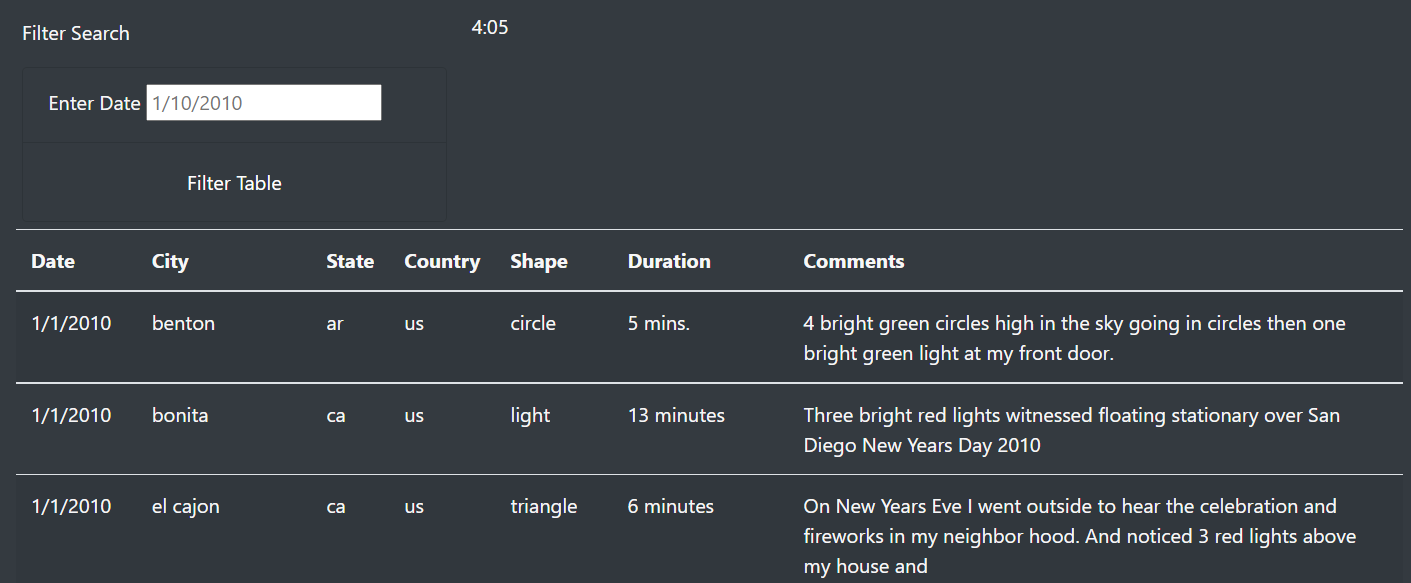 Filter Search
4:05
Enter Date 1/10/2010
Filter Table
Date City State Country Shape Duration Comments
1/1/2010 benton ar us circle 5 mins. 4 bright green circles high in the sky going in circles then one
bright green light at my front door.
1/1/2010 bonita ca us light 13 minutes Three bright red lights witnessed floating stationary over San
Diego New Years Day 2010
1/1/2010 el cajon ca us triangle 6 minutes On New Years Eve I went outside to hear the celebration and
fireworks in my neighbor hood. And noticed 3 red lights above
my house and